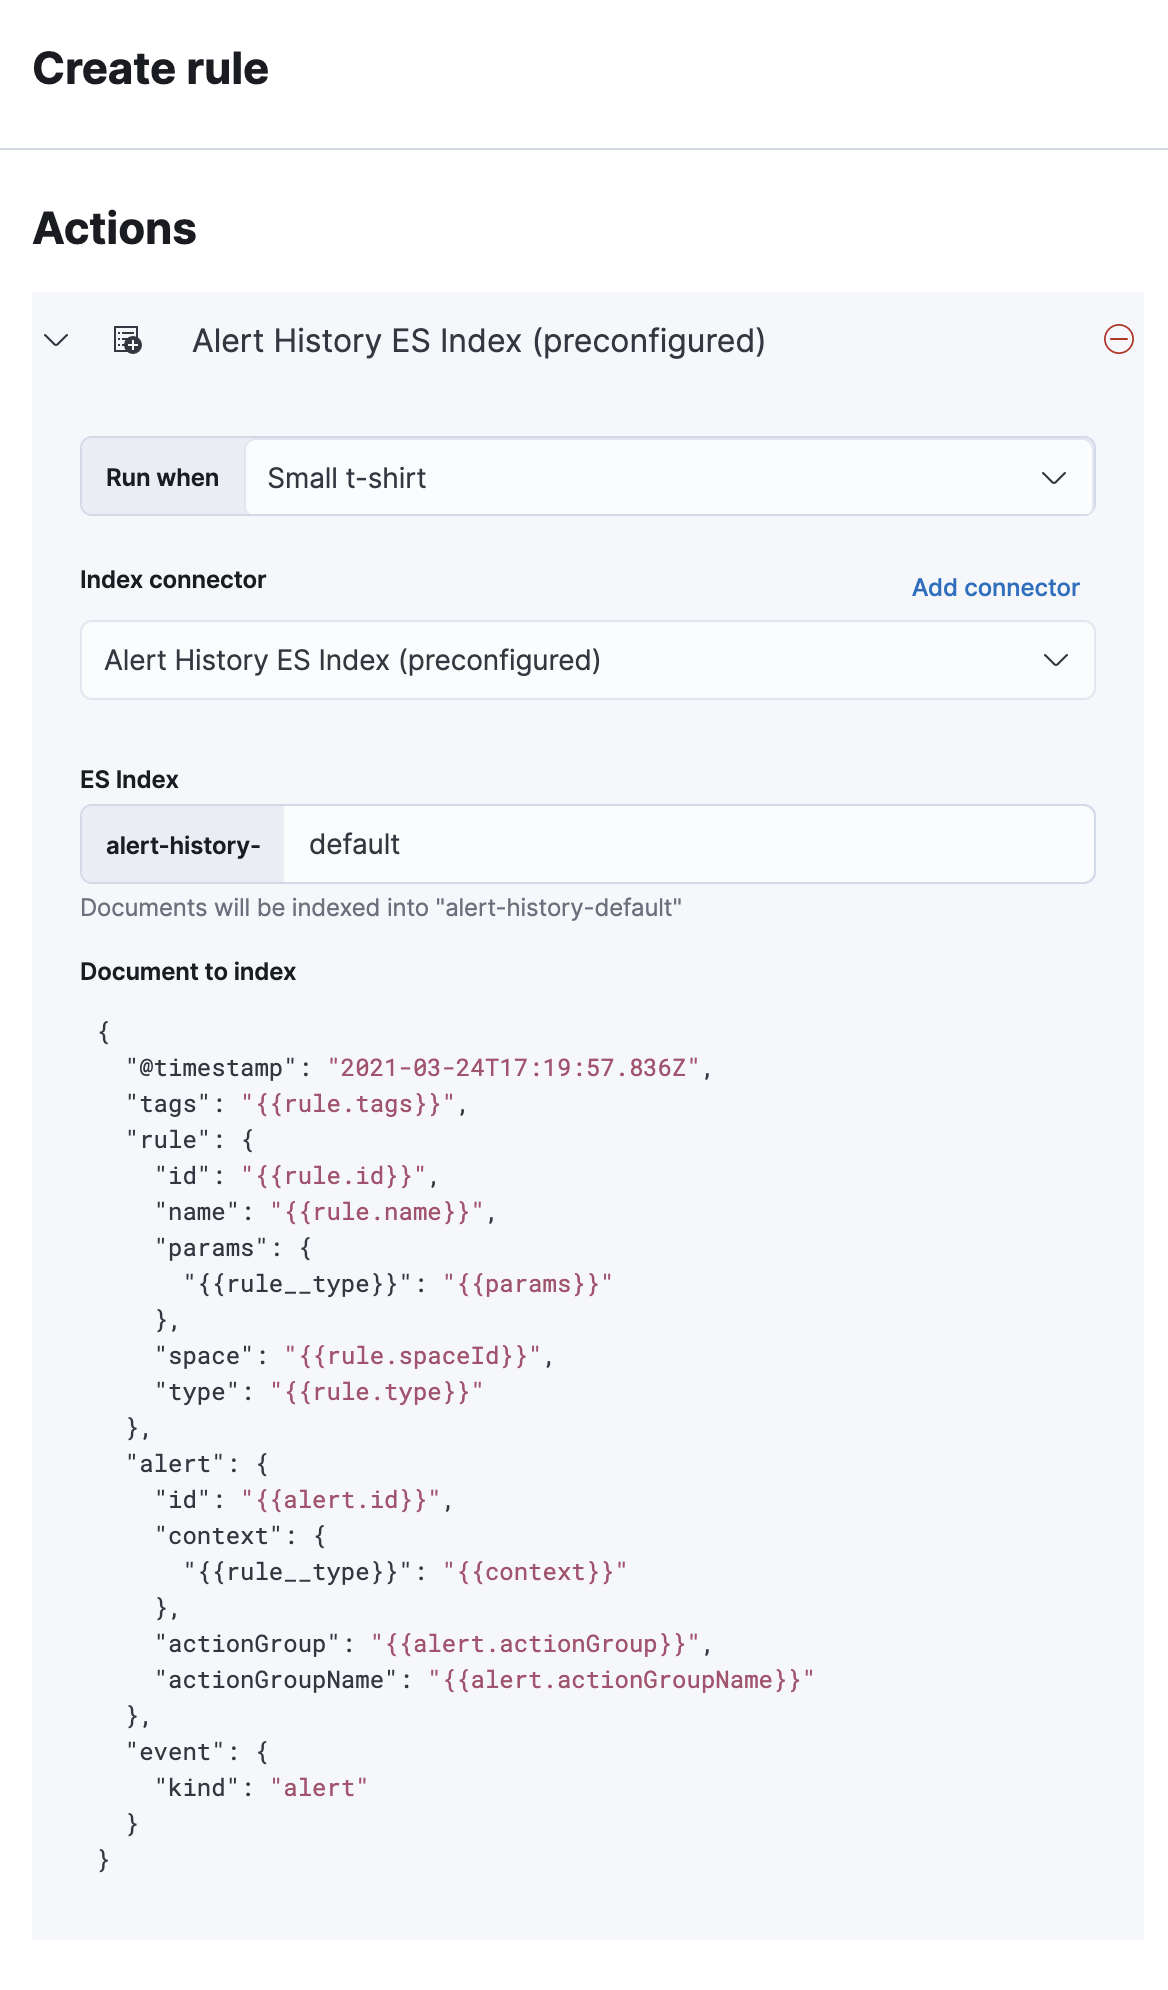 Create rule
Actions
Alert History ES Index (preconfigured)
Run when Small t-shirt
Index connector Add connector
Alert History ES Index (preconfigured)
ES Index
alert-history- default
Documents will be indexed into "alert-history-default"
Document to index
{
  "@timestamp": "2021-03-24T17:19:57.836Z",
  "tags": "{{rule.tags}}",
  "rule": {
    "id": "{{rule.id}}",
    "name": "{{rule.name}}",
    "params": {
      "{{rule__type}}": "{{params}}"
    },
    "space": "{{rule.spaceId}}",
    "type": "{{rule.type}}"
  },
  "alert": {
    "id": "{{alert.id}}",
    "context": {
      "{{rule__type}}": "{{context}}"
    },
    "actionGroup": "{{alert.actionGroup}}",
    "actionGroupName": "{{alert.actionGroupName}}"
  },
  "event": {
    "kind": "alert"
  }
}